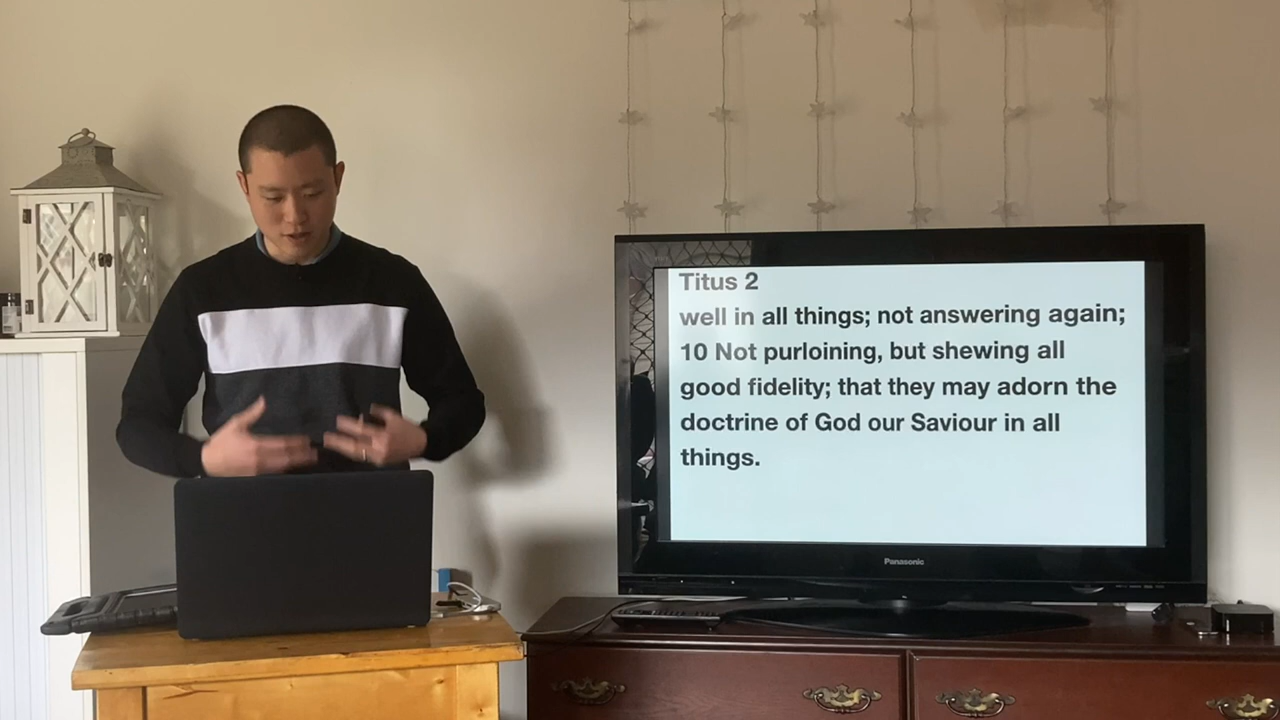 Titus 2
well in all things; not answering again;
10 Not purloining, but shewing all
good fidelity; that they may adorn the
doctrine of God our Saviour in all
things.
Panasonic